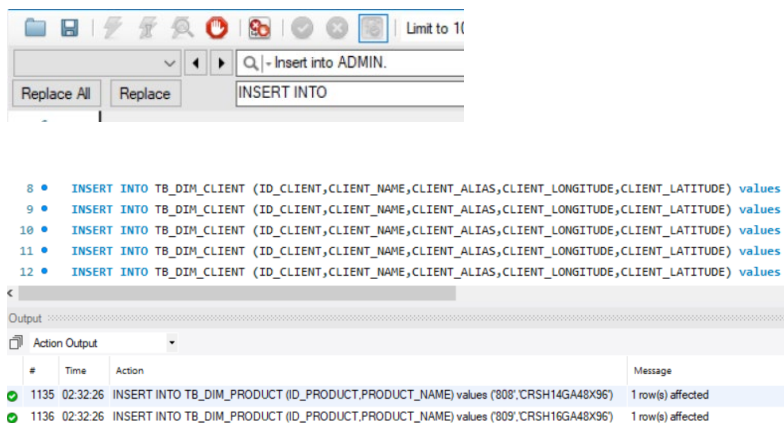 Limit to 10
Insert into ADMIN.
Replace All Replace INSERT INTO
8 INSERT INTO TB_DIM_CLIENT (ID_CLIENT,CLIENT_NAME,CLIENT_ALIAS,CLIENT_LONGITUDE,CLIENT_LATITUDE) values
9 INSERT INTO TB_DIM_CLIENT (ID_CLIENT,CLIENT_NAME,CLIENT_ALIAS,CLIENT_LONGITUDE,CLIENT_LATITUDE) values
10 INSERT INTO TB_DIM_CLIENT (ID_CLIENT,CLIENT_NAME,CLIENT_ALIAS,CLIENT_LONGITUDE,CLIENT_LATITUDE) values
11 INSERT INTO TB_DIM_CLIENT (ID_CLIENT,CLIENT_NAME,CLIENT_ALIAS,CLIENT_LONGITUDE,CLIENT_LATITUDE) values
12 INSERT INTO TB_DIM_CLIENT (ID_CLIENT,CLIENT_NAME,CLIENT_ALIAS,CLIENT_LONGITUDE,CLIENT_LATITUDE) values
Output
Action Output
# Time Action Message
1135 02:32:26 INSERT INTO TB_DIM_PRODUCT (ID_PRODUCT,PRODUCT_NAME) values ('808','CRSH14GA48X96') 1 row(s) affected
1136 02:32:26 INSERT INTO TB_DIM_PRODUCT (ID_PRODUCT,PRODUCT_NAME) values ('809','CRSH16GA48X96') 1 row(s) affected